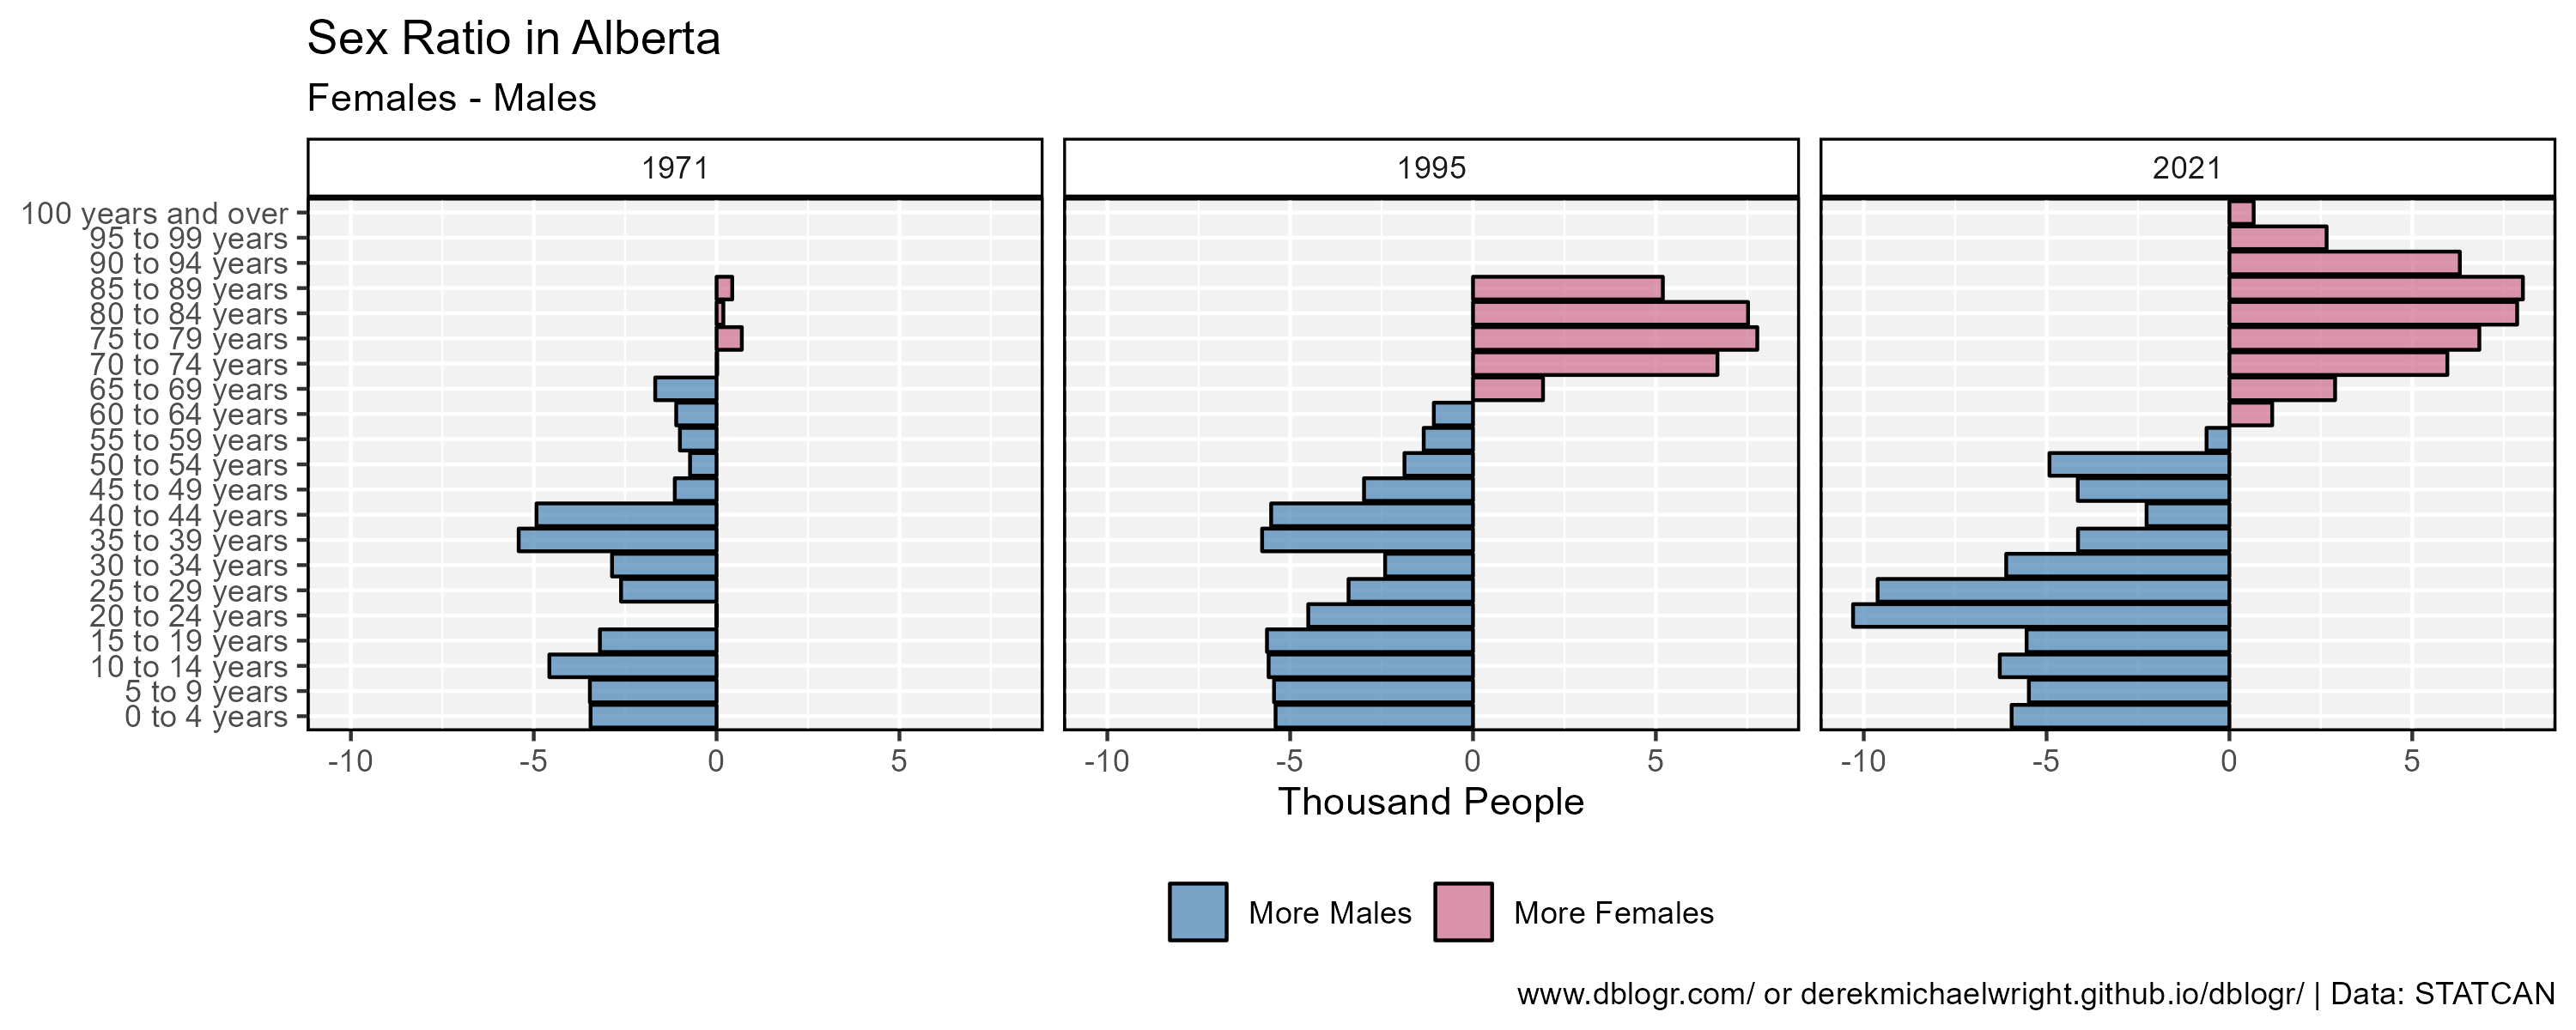 Sex Ratio in Alberta
Females - Males
1971 1995 2021
100 years and over
95 to 99 years
90 to 94 years
85 to 89 years
80 to 84 years
75 to 79 years
70 to 74 years
65 to 69 years
60 to 64 years
55 to 59 years
50 to 54 years
45 to 49 years
40 to 44 years
35 to 39 years
30 to 34 years
25 to 29 years
20 to 24 years
15 to 19 years
10 to 14 years
5 to 9 years
0 to 4 years
-10 -5 0 5 -10 -5 0 5 -10 -5 0 5
Thousand People
More Males More Females
www.dblogr.com/ or derekmichaelwright.github.io/dblogr/ | Data: STATCAN